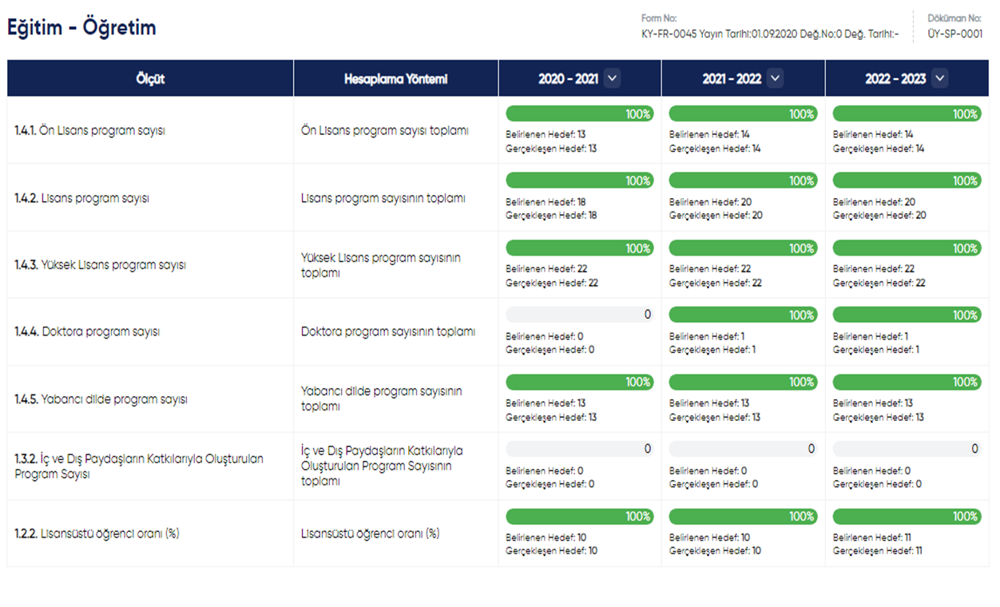 Eğitim - Öğretim
Form No:
KY-FR-0045 Yayın Tarihi:01.09.2020 Değ.No:0 Değ. Tarihi:-
Döküman No:
ÜY-SP-0001
Ölçüt
Hesaplama Yöntemi
2020 - 2021
2021 - 2022
2022 - 2023
1.4.1. Ön Lisans program sayısı
Ön Lisans program sayısı toplamı
100%
Belirlenen Hedef: 13
Gerçekleşen Hedef: 13
100%
Belirlenen Hedef: 14
Gerçekleşen Hedef: 14
100%
Belirlenen Hedef: 14
Gerçekleşen Hedef: 14
1.4.2. Lisans program sayısı
Lisans program sayısının toplamı
100%
Belirlenen Hedef: 18
Gerçekleşen Hedef: 18
100%
Belirlenen Hedef: 20
Gerçekleşen Hedef: 20
100%
Belirlenen Hedef: 20
Gerçekleşen Hedef: 20
1.4.3. Yüksek Lisans program sayısı
Yüksek Lisans program sayısının
toplamı
100%
Belirlenen Hedef: 22
Gerçekleşen Hedef: 22
100%
Belirlenen Hedef: 22
Gerçekleşen Hedef: 22
100%
Belirlenen Hedef: 22
Gerçekleşen Hedef: 22
1.4.4. Doktora program sayısı
Doktora program sayısının toplamı
0
Belirlenen Hedef: 0
Gerçekleşen Hedef: 0
100%
Belirlenen Hedef: 1
Gerçekleşen Hedef: 1
100%
Belirlenen Hedef: 1
Gerçekleşen Hedef: 1
1.4.5. Yabancı dilde program sayısı
Yabancı dilde program sayısının
toplamı
100%
Belirlenen Hedef: 13
Gerçekleşen Hedef: 13
100%
Belirlenen Hedef: 13
Gerçekleşen Hedef: 13
100%
Belirlenen Hedef: 13
Gerçekleşen Hedef: 13
1.3.2. İç ve Dış Paydaşların Katkılarıyla Oluşturulan
Program Sayısı
İç ve Dış Paydaşların Katkılarıyla
Oluşturulan Program Sayısının
toplamı
0
Belirlenen Hedef: 0
Gerçekleşen Hedef: 0
0
Belirlenen Hedef: 0
Gerçekleşen Hedef: 0
0
Belirlenen Hedef: 0
Gerçekleşen Hedef: 0
1.2.2. Lisansüstü öğrenci oranı (%)
Lisansüstü öğrenci oranı (%)
100%
Belirlenen Hedef: 10
Gerçekleşen Hedef: 10
100%
Belirlenen Hedef: 10
Gerçekleşen Hedef: 10
100%
Belirlenen Hedef: 11
Gerçekleşen Hedef: 11